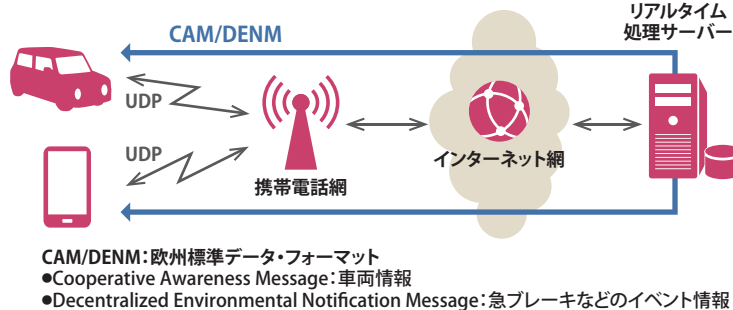 リアルタイム
処理サーバー
CAM/DENM
UDP
UDP
インターネット網
携帯電話網
CAM/DENM：欧州標準データ・フォーマット
●Cooperative Awareness Message：車両情報
●Decentralized Environmental Notification Message：急ブレーキなどのイベント情報